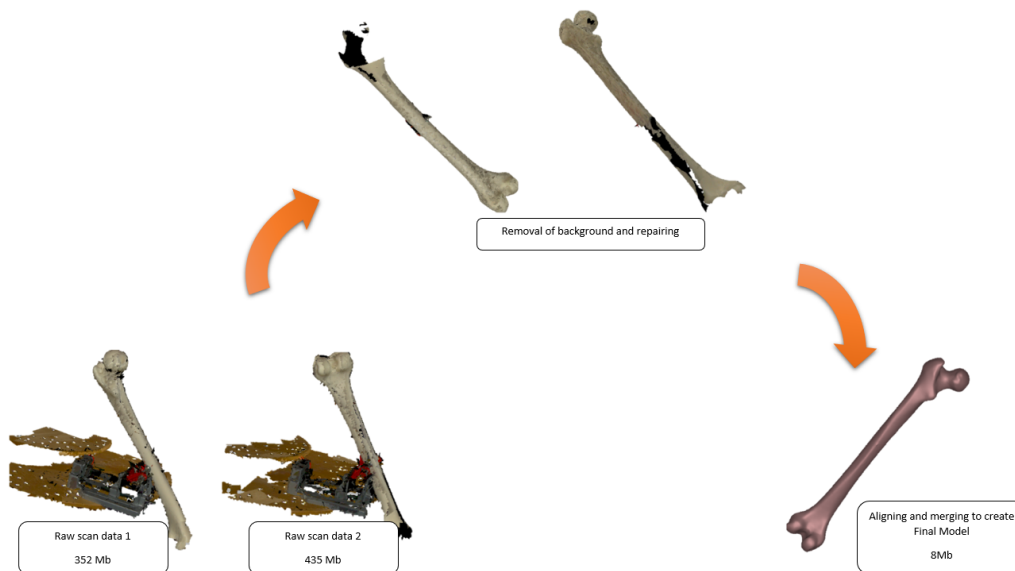 Removal of background and repairing
Raw scan data 1
352 Mb
Raw scan data 2
435 Mb
Aligning and merging to create
Final Model
8Mb